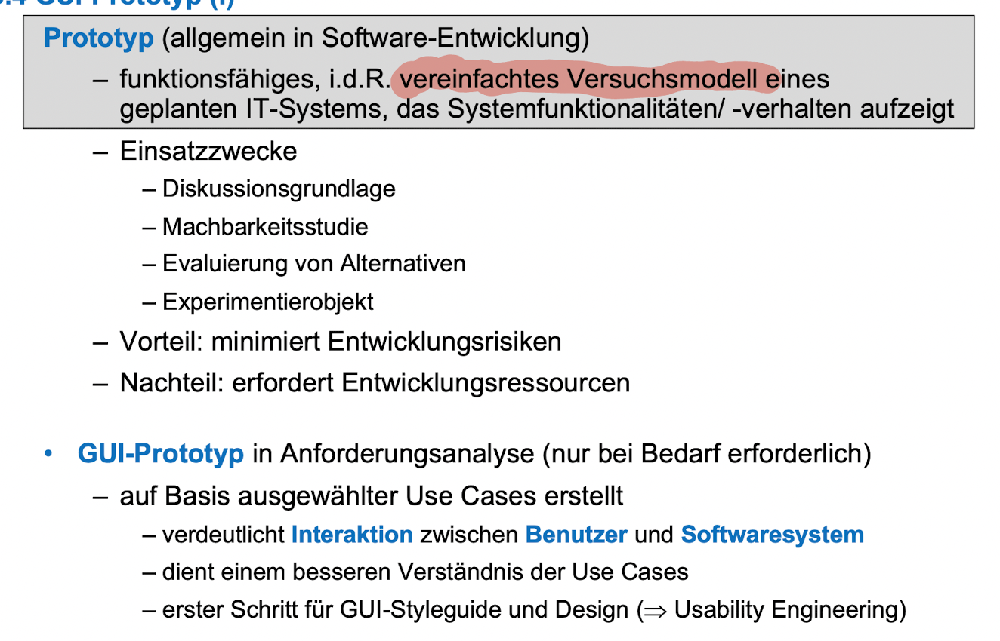 GUI-Prototyp (I)
Prototyp (allgemein in Software-Entwicklung)
– funktionsfähiges, i.d.R. vereinfachtes Versuchsmodell eines
geplanten IT-Systems, das Systemfunktionalitäten/ -verhalten aufzeigt
– Einsatzzwecke
– Diskussionsgrundlage
– Machbarkeitsstudie
– Evaluierung von Alternativen
– Experimentierobjekt
– Vorteil: minimiert Entwicklungsrisiken
– Nachteil: erfordert Entwicklungsressourcen
• GUI-Prototyp in Anforderungsanalyse (nur bei Bedarf erforderlich)
– auf Basis ausgewählter Use Cases erstellt
– verdeutlicht Interaktion zwischen Benutzer und Softwaresystem
– dient einem besseren Verständnis der Use Cases
– erster Schritt für GUI-Styleguide und Design (⇒ Usability Engineering)